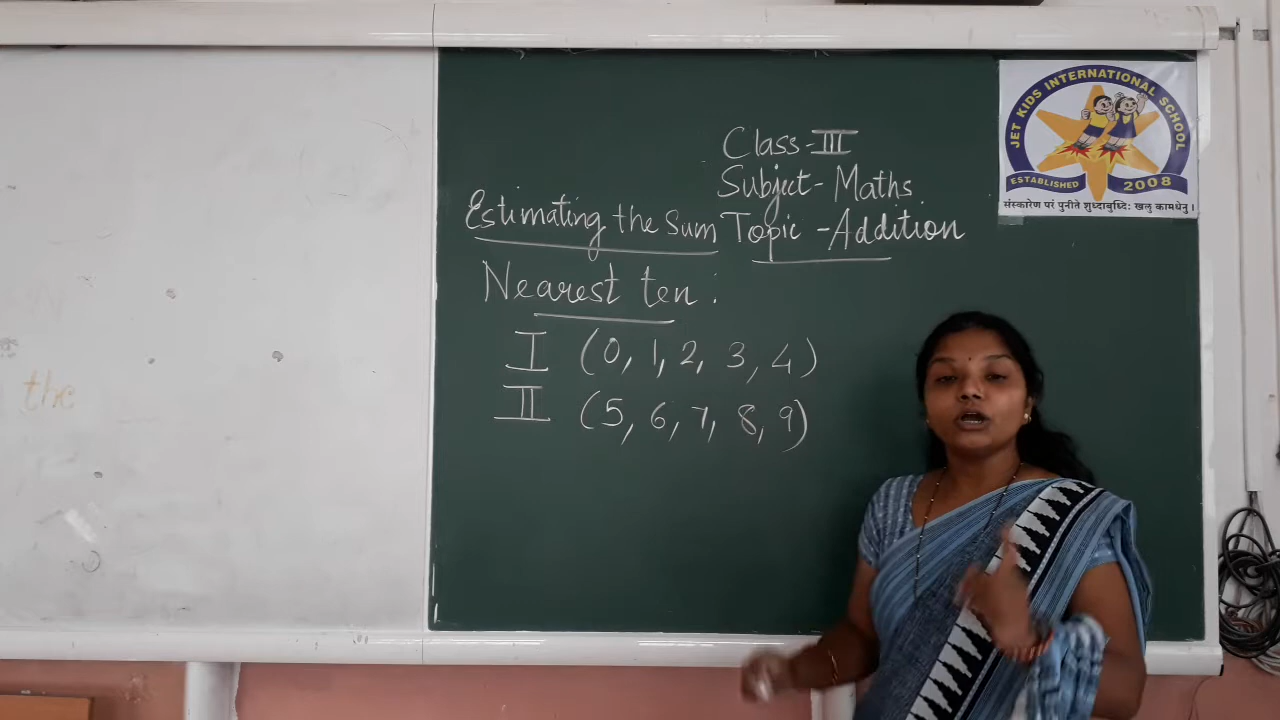 Class - III
Subject - Maths
Estimating the Sum Topic - Addition
Nearest ten :
I (0, 1, 2, 3, 4)
II (5, 6, 7, 8, 9)
JET KIDS INTERNATIONAL SCHOOL
ESTABLISHED 2008
संस्कारेण परं पुनीते शुध्दाबुध्दिः खलु कामधेनु ।
the